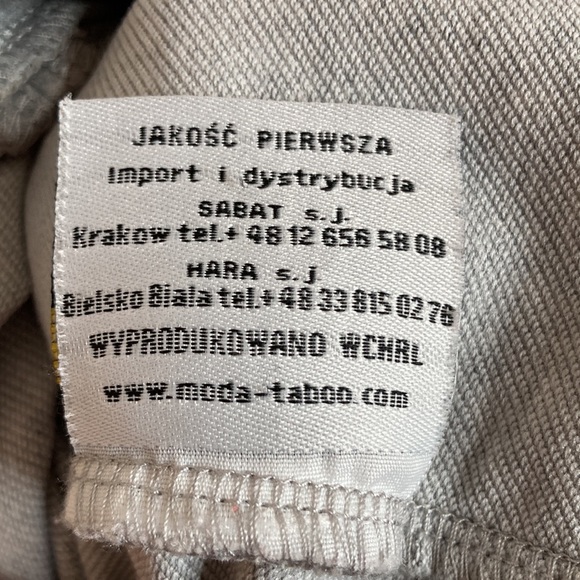 JAKOŚĆ PIERWSZA
Import i dystrybucja
SABAT s.j.
Krakow tel.+ 48 12 656 58 08
HARA s.j
Bielsko Biala tel.+48 33 815 02 76
WYPRODUKOWANO WCHRL
www.moda-taboo.com